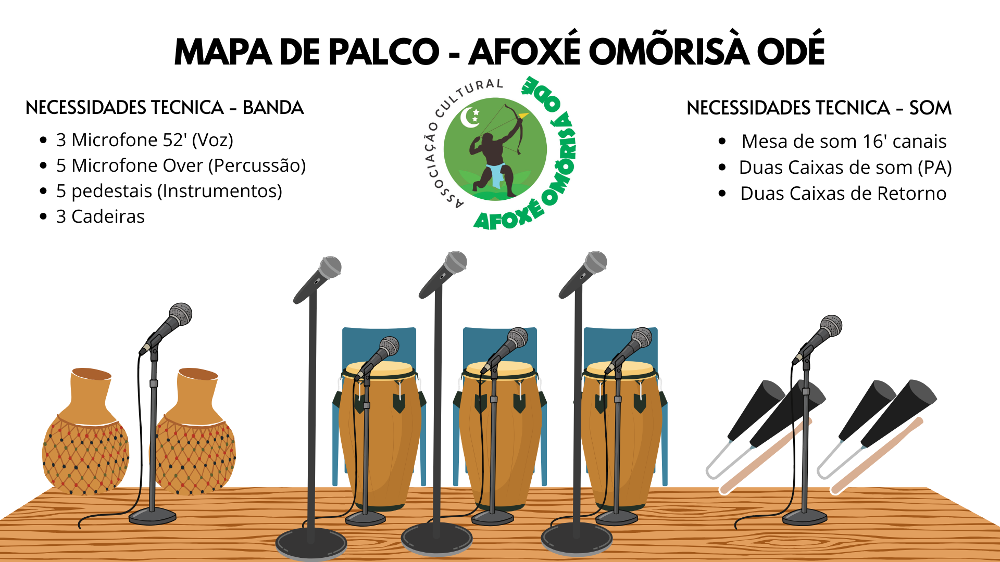 MAPA DE PALCO - AFOXÉ OMÕRISÀ ODÉ
NECESSIDADES TECNICA - BANDA
• 3 Microfone 52' (Voz)
• 5 Microfone Over (Percussão)
• 5 pedestais (Instrumentos)
• 3 Cadeiras
ASSOCIAÇÃO CULTURAL
AFOXÉ OMÕRISÁ ODÉ
NECESSIDADES TECNICA - SOM
• Mesa de som 16' canais
• Duas Caixas de som (PA)
• Duas Caixas de Retorno